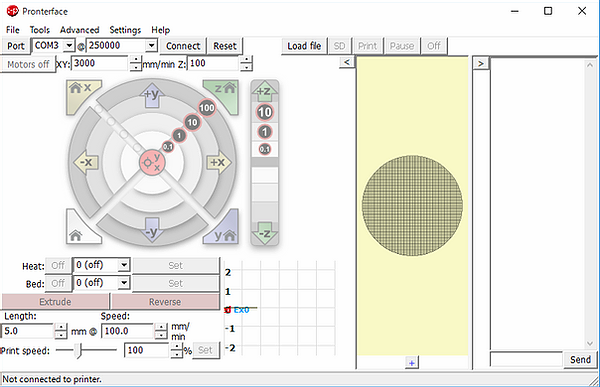 Pronterface
File Tools Advanced Settings Help
Port COM3 @ 250000 Connect Reset Load file SD Print Pause Off
Motors off XY: 3000 mm/min Z: 100 < >
x +y z +z
100 10
10 1
1 0.1
0.1
-x y x +x
-y y -z
Heat: Off 0 (off) Set
Bed: Off 0 (off) Set
Extrude Reverse
Length: Speed:
5.0 mm @ 100.0 mm/
min
Print speed: 100 % Set
2
1
Ex0
-1
-2
+
Send
Not connected to printer.